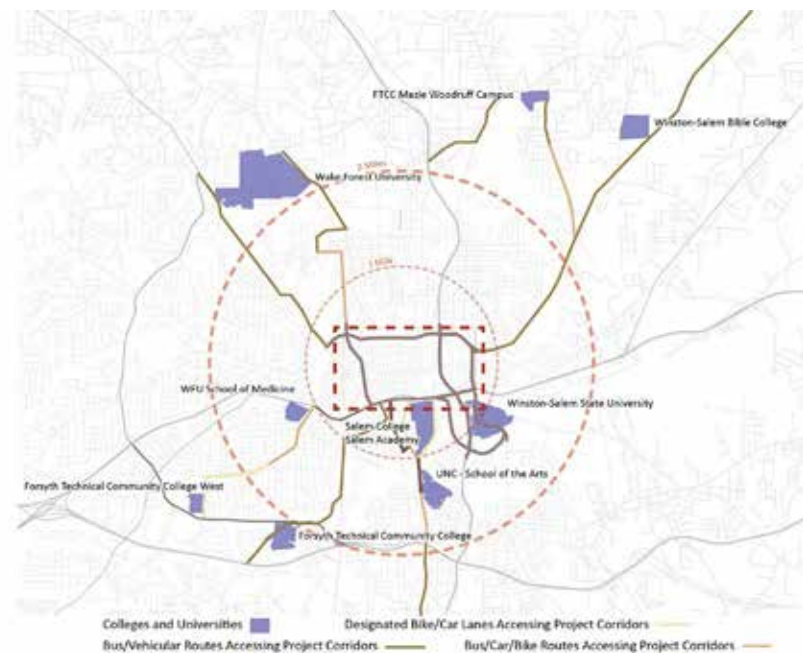 FTCC Mazie Woodruff Campus
Winston-Salem Bible College
2 Miles
Wake Forest University
1 Mile
WFU School of Medicine
Winston-Salem State University
Salem College
Salem Academy
UNC - School of the Arts
Forsyth Technical Community College West
Forsyth Technical Community College
Colleges and Universities
Designated Bike/Car Lanes Accessing Project Corridors
Bus/Vehicular Routes Accessing Project Corridors
Bus/Car/Bike Routes Accessing Project Corridors